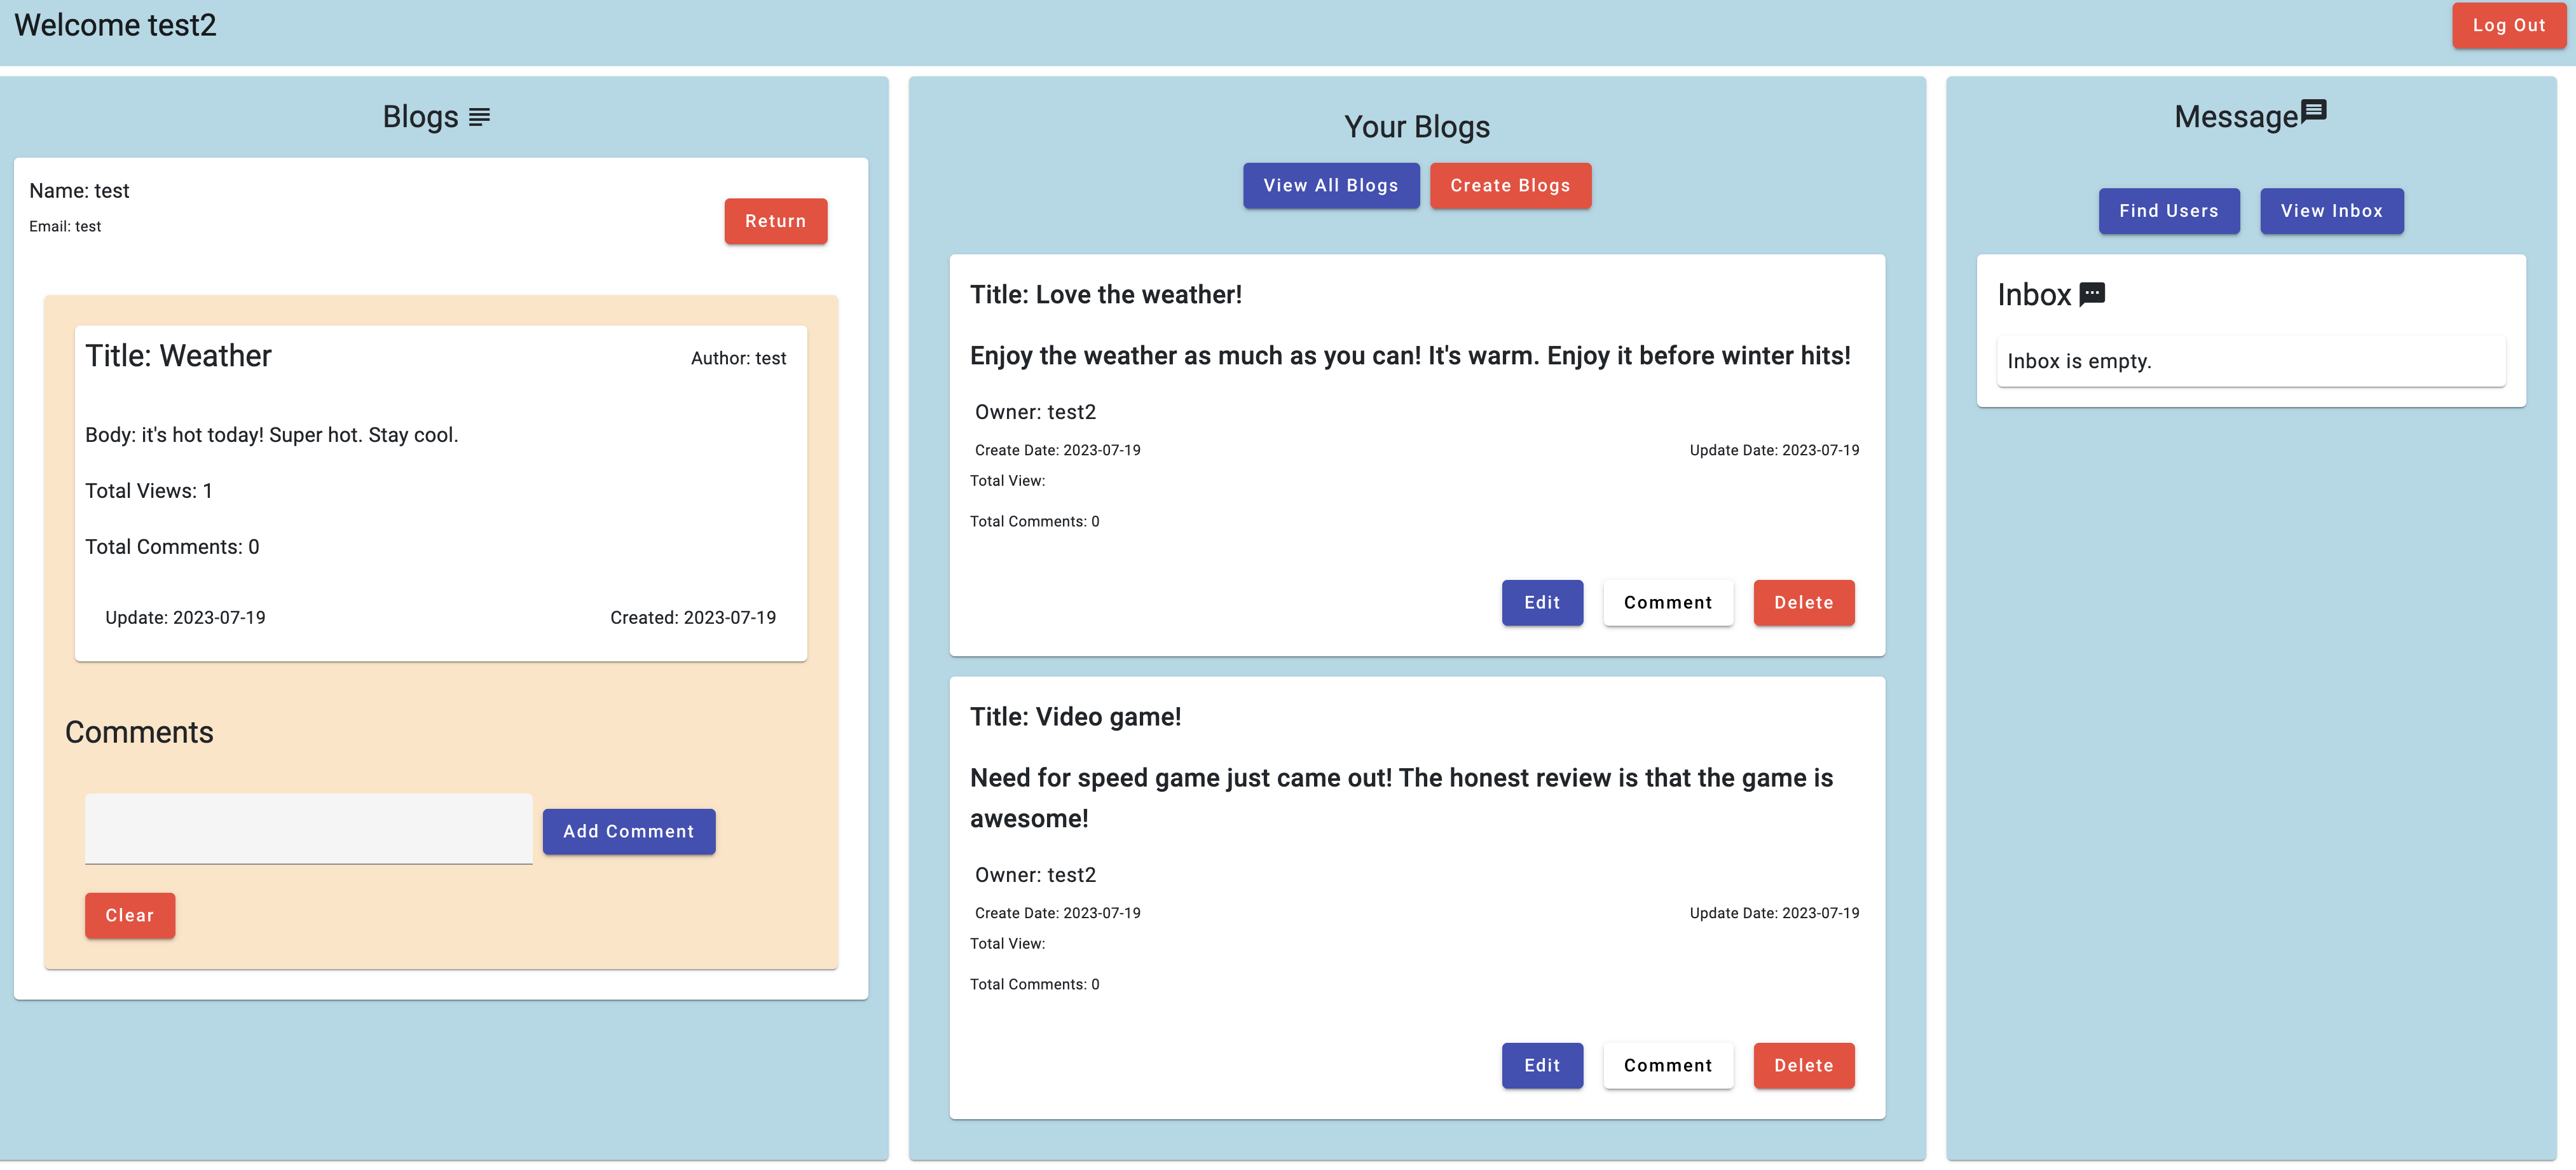 Welcome test2
Log Out
Blogs
Name: test
Email: test
Return
Title: Weather
Author: test
Body: it's hot today! Super hot. Stay cool.
Total Views: 1
Total Comments: 0
Update: 2023-07-19
Created: 2023-07-19
Comments
Add Comment
Clear
Your Blogs
View All Blogs
Create Blogs
Title: Love the weather!
Enjoy the weather as much as you can! It's warm. Enjoy it before winter hits!
Owner: test2
Create Date: 2023-07-19
Update Date: 2023-07-19
Total View:
Total Comments: 0
Edit
Comment
Delete
Title: Video game!
Need for speed game just came out! The honest review is that the game is
awesome!
Owner: test2
Create Date: 2023-07-19
Update Date: 2023-07-19
Total View:
Total Comments: 0
Edit
Comment
Delete
Message
Find Users
View Inbox
Inbox
Inbox is empty.